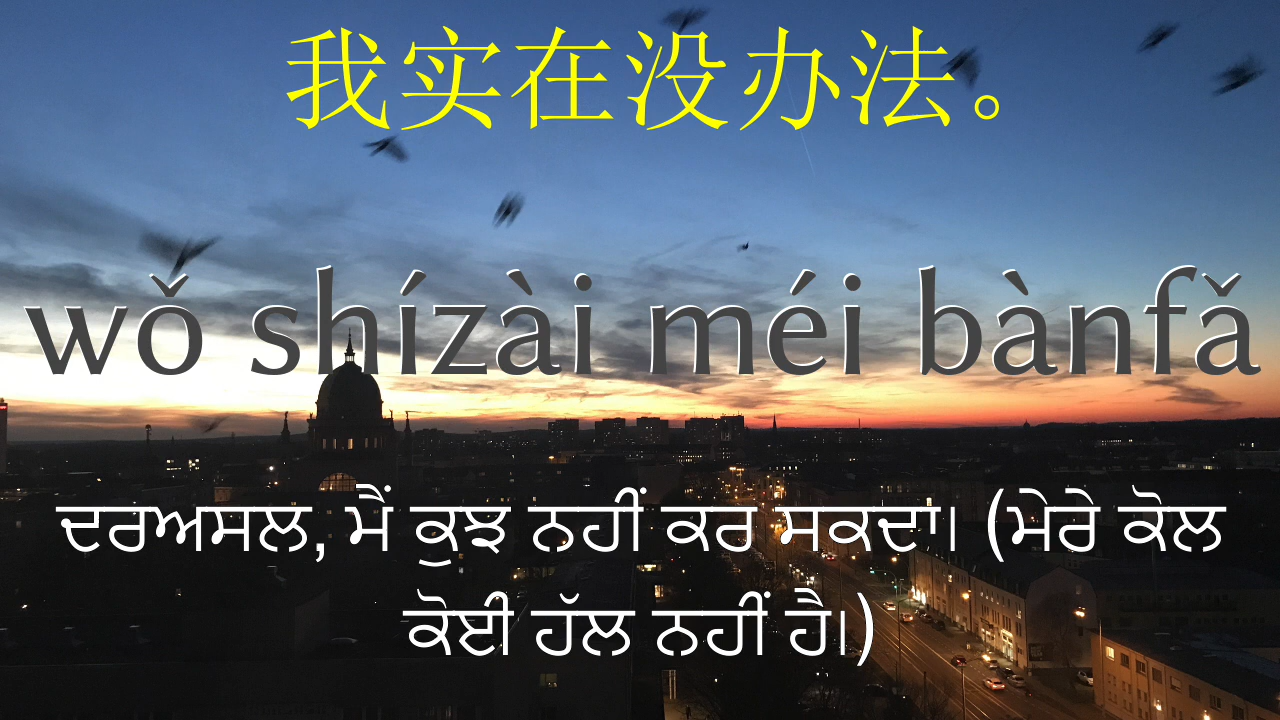 我实在没办法。
wǒ shízài méi bànfǎ
ਦਰਅਸਲ, ਮੈਂ ਕੁਝ ਨਹੀਂ ਕਰ ਸਕਦਾ। (ਮੇਰੇ ਕੋਲ
ਕੋਈ ਹੱਲ ਨਹੀਂ ਹੈ।)